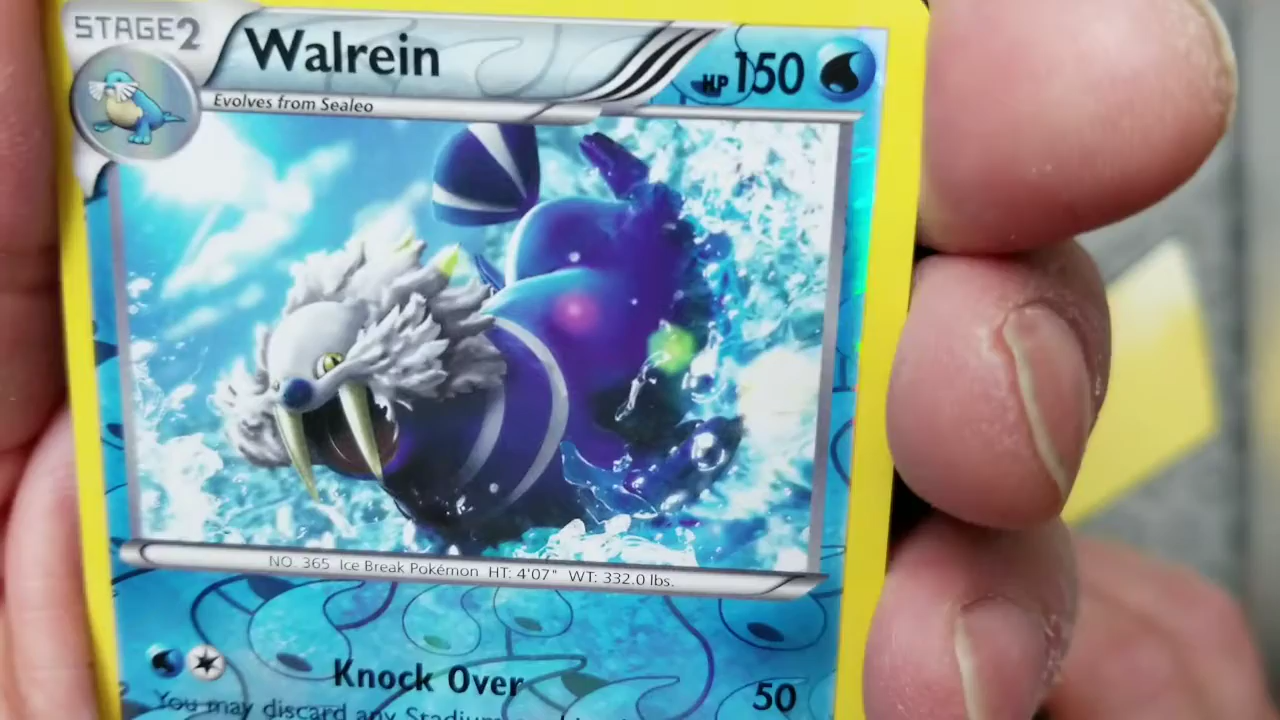 STAGE2
Walrein
HP 150
Evolves from Sealeo
NO. 365 Ice Break Pokémon HT: 4'07" WT: 332.0 lbs.
Knock Over 50
You may discard any Stadium